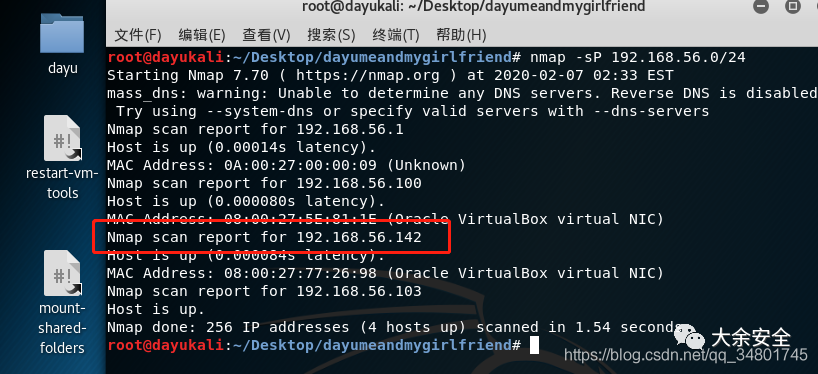 root@dayukali: ~/Desktop/dayumeandmygirlfriend
文件(F) 编辑(E) 查看(V) 搜索(S) 终端(T) 帮助(H)
root@dayukali:~/Desktop/dayumeandmygirlfriend# nmap -sP 192.168.56.0/24
Starting Nmap 7.70 ( https://nmap.org ) at 2020-02-07 02:33 EST
mass_dns: warning: Unable to determine any DNS servers. Reverse DNS is disabled
Try using --system-dns or specify valid servers with --dns-servers
Nmap scan report for 192.168.56.1
Host is up (0.00014s latency).
MAC Address: 0A:00:27:00:00:09 (Unknown)
Nmap scan report for 192.168.56.100
Host is up (0.000080s latency).
MAC Address: 08:00:27:5E:81:1E (Oracle VirtualBox virtual NIC)
Nmap scan report for 192.168.56.142
Host is up (0.000084s latency).
MAC Address: 08:00:27:77:26:98 (Oracle VirtualBox virtual NIC)
Nmap scan report for 192.168.56.103
Host is up.
Nmap done: 256 IP addresses (4 hosts up) scanned in 1.54 seconds
root@dayukali:~/Desktop/dayumeandmygirlfriend#
dayu
#!
restart-vm-
tools
#!
mount-
shared-
folders
大余安全
https://blog.csdn.net/qq_34801745